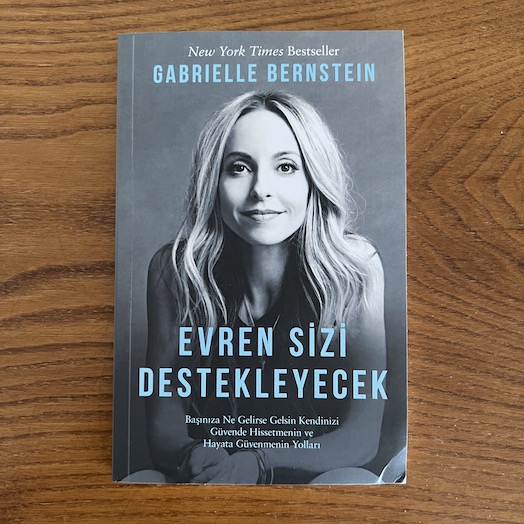 New York Times Bestseller
GABRIELLE BERNSTEIN
EVREN SİZİ
DESTEKLEYECEK
Başınıza Ne Gelirse Gelsin Kendinizi
Güvende Hissetmenin ve
Hayata Güvenmenin Yolları